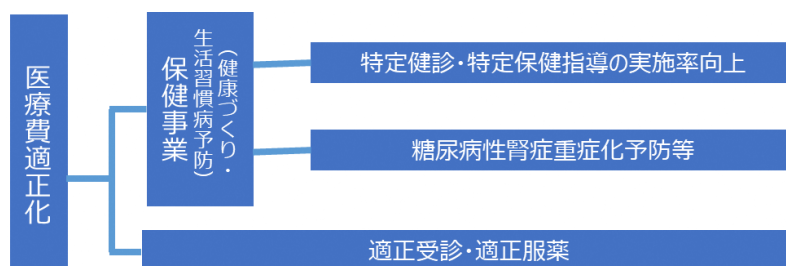 医療費適正化
保健事業
(健康づくり・
生活習慣病予防)
特定健診・特定保健指導の実施率向上
糖尿病性腎症重症化予防等
適正受診・適正服薬